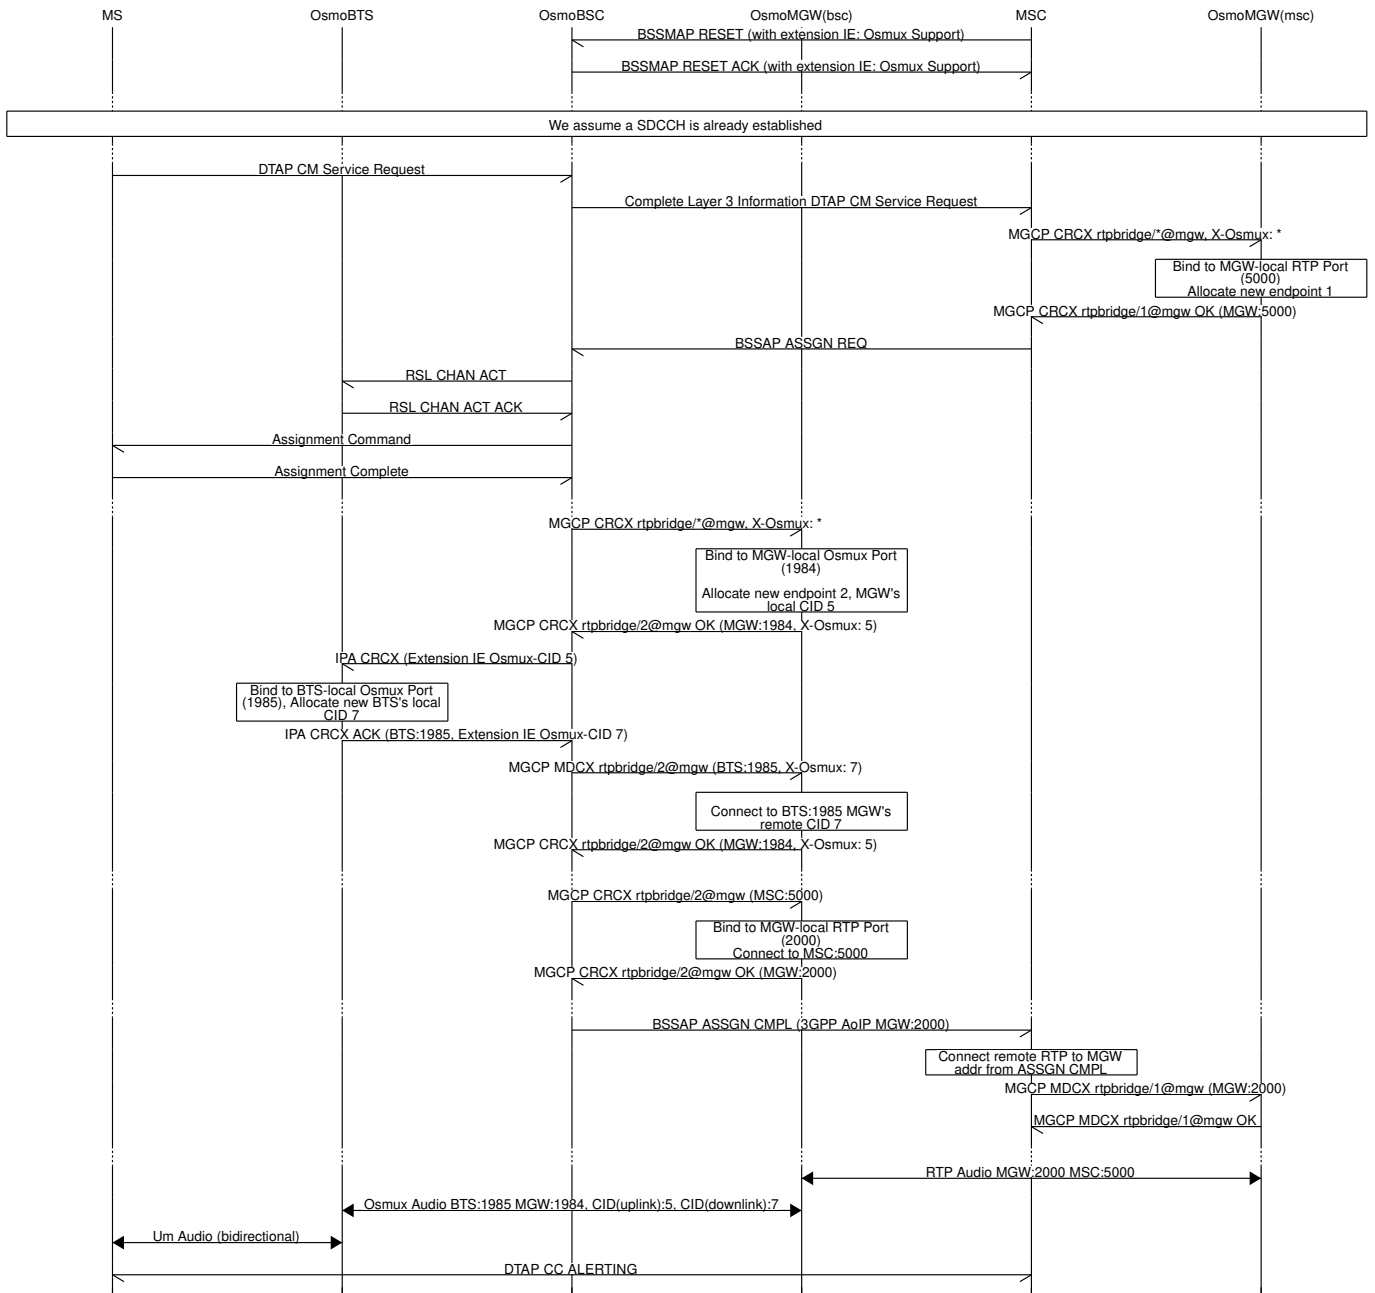 MS OsmoBTS OsmoBSC OsmoMGW(bsc) MSC OsmoMGW(msc)
BSSMAP RESET (with extension IE: Osmux Support)
BSSMAP RESET ACK (with extension IE: Osmux Support)
We assume a SDCCH is already established
DTAP CM Service Request
Complete Layer 3 Information DTAP CM Service Request
MGCP CRCX rtpbridge/*@mgw, X-Osmux: *
Bind to MGW-local RTP Port
(5000)
Allocate new endpoint 1
MGCP CRCX rtpbridge/1@mgw OK (MGW:5000)
BSSAP ASSGN REQ
RSL CHAN ACT
RSL CHAN ACT ACK
Assignment Command
Assignment Complete
MGCP CRCX rtpbridge/*@mgw, X-Osmux: *
Bind to MGW-local Osmux Port
(1984)
Allocate new endpoint 2, MGW's
local CID 5
MGCP CRCX rtpbridge/2@mgw OK (MGW:1984, X-Osmux: 5)
IPA CRCX (Extension IE Osmux-CID 5)
Bind to BTS-local Osmux Port
(1985), Allocate new BTS's local
CID 7
IPA CRCX ACK (BTS:1985, Extension IE Osmux-CID 7)
MGCP MDCX rtpbridge/2@mgw (BTS:1985, X-Osmux: 7)
Connect to BTS:1985 MGW's
remote CID 7
MGCP CRCX rtpbridge/2@mgw OK (MGW:1984, X-Osmux: 5)
MGCP CRCX rtpbridge/2@mgw (MSC:5000)
Bind to MGW-local RTP Port
(2000)
Connect to MSC:5000
MGCP CRCX rtpbridge/2@mgw OK (MGW:2000)
BSSAP ASSGN CMPL (3GPP AoIP MGW:2000)
Connect remote RTP to MGW
addr from ASSGN CMPL
MGCP MDCX rtpbridge/1@mgw (MGW:2000)
MGCP MDCX rtpbridge/1@mgw OK
RTP Audio MGW:2000 MSC:5000
Osmux Audio BTS:1985 MGW:1984, CID(uplink):5, CID(downlink):7
Um Audio (bidirectional)
DTAP CC ALERTING